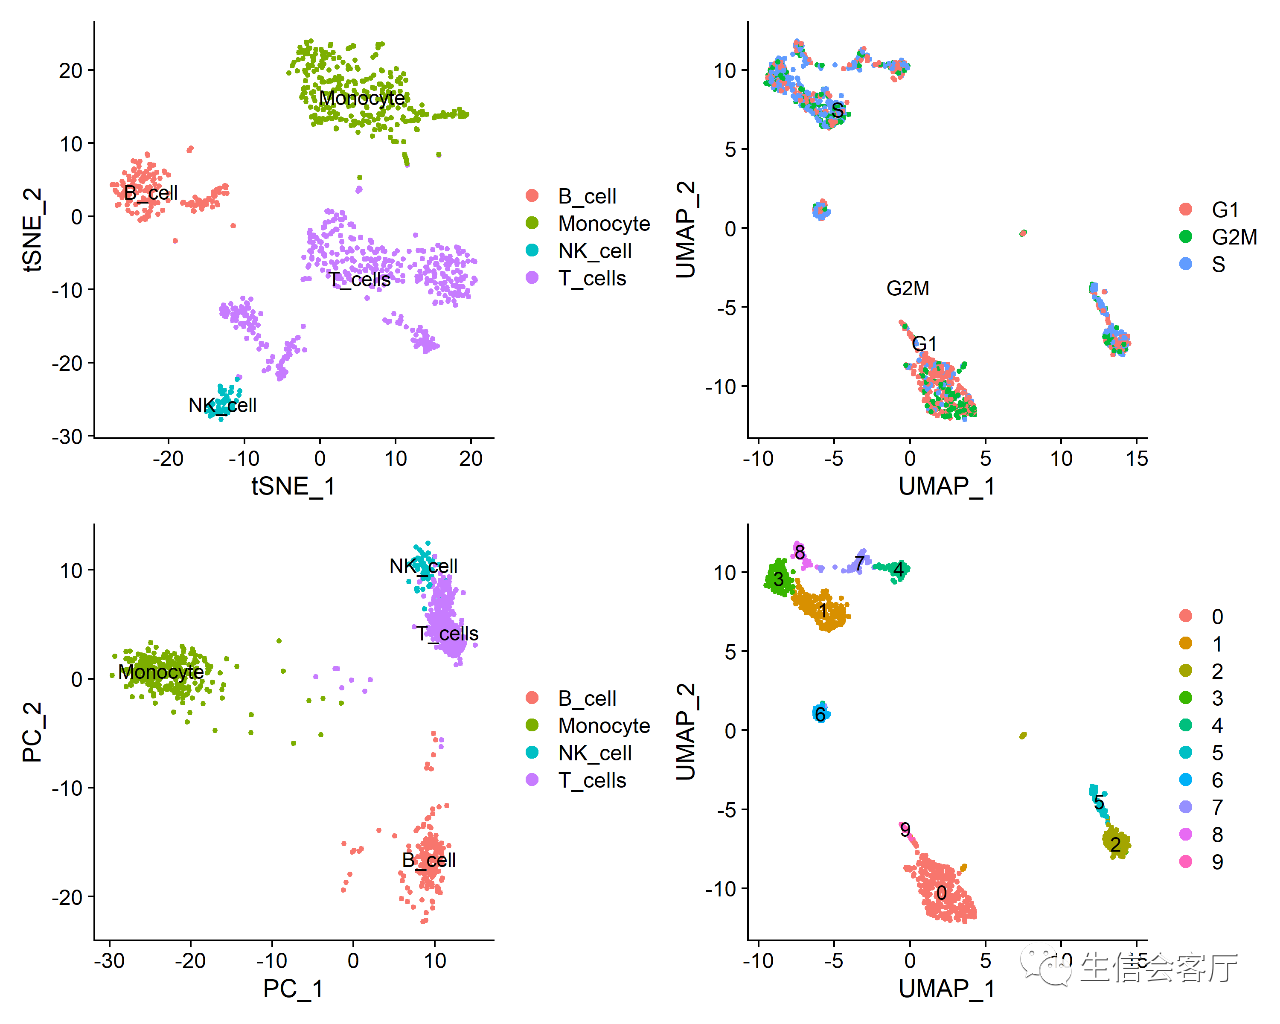 tSNE_2
20
10
0
-10
-20
-30
Monocyte
B_cell
T_cells
NK_cell
-20 -10 0 10 20
tSNE_1
B_cell
Monocyte
NK_cell
T_cells
UMAP_2
10
5
0
-5
-10
S
G2M
G1
-10 -5 0 5 10 15
UMAP_1
G1
G2M
S
PC_2
10
0
-10
-20
NK_cell
T_cells
Monocyte
B_cell
-30 -20 -10 0 10
PC_1
B_cell
Monocyte
NK_cell
T_cells
UMAP_2
10
5
0
-5
-10
8
7
4
3
1
6
5
2
9
0
-10 -5 0 5 10 15
UMAP_1
0
1
2
3
4
5
6
7
8
9
生信会客厅